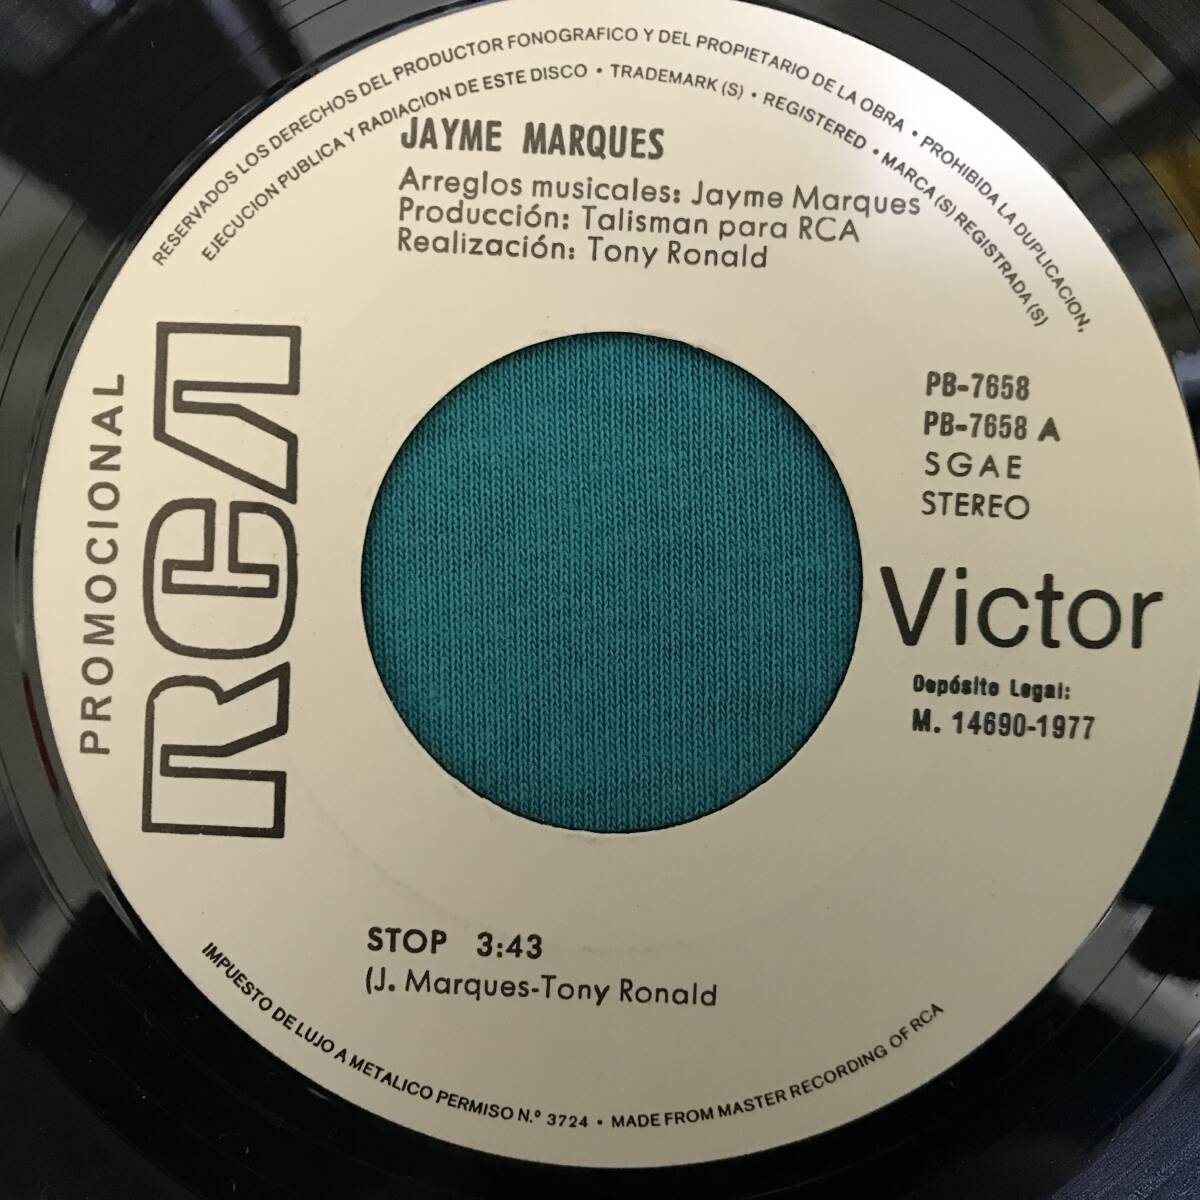 RESERVADOS LOS DERECHOS DEL PRODUCTOR FONOGRAFICO Y DEL PROPIETARIO DE LA OBRA • PROHIBIDA LA DUPLICACION,
EJECUCION PUBLICA Y RADIACION DE ESTE DISCO • TRADEMARK (S) • REGISTERED • MARCA (S) REGISTRADA (S)
JAYME MARQUES
Arreglos musicales: Jayme Marques
Producción: Talisman para RCA
Realización: Tony Ronald
PROMOCIONAL
RCA
PB-7658
PB-7658 A
SGAE
STEREO
Victor
Depósito Legal:
M. 14690-1977
STOP 3:43
(J. Marques-Tony Ronald
IMPUESTO DE LUJO A METALICO PERMISO N.º 3724 • MADE FROM MASTER RECORDING OF RCA